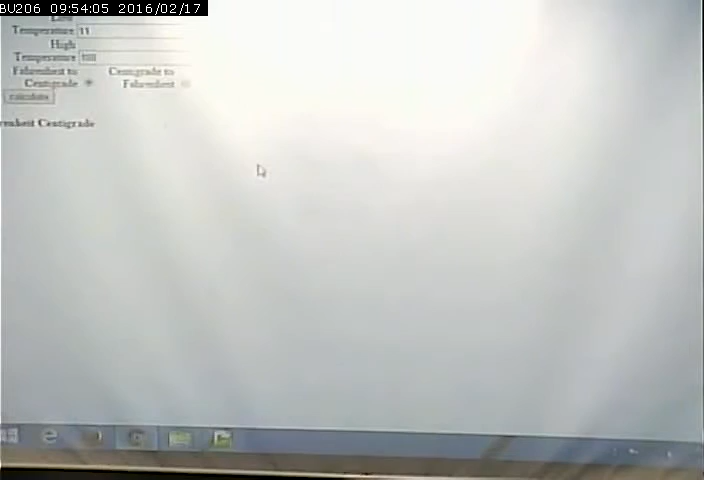 BU206 09:54:05 2016/02/17
Low
Temperature 11
High
Temperature
Fahrenheit to Centigrade to
Centigrade Fahrenheit
calculate
Centigrade